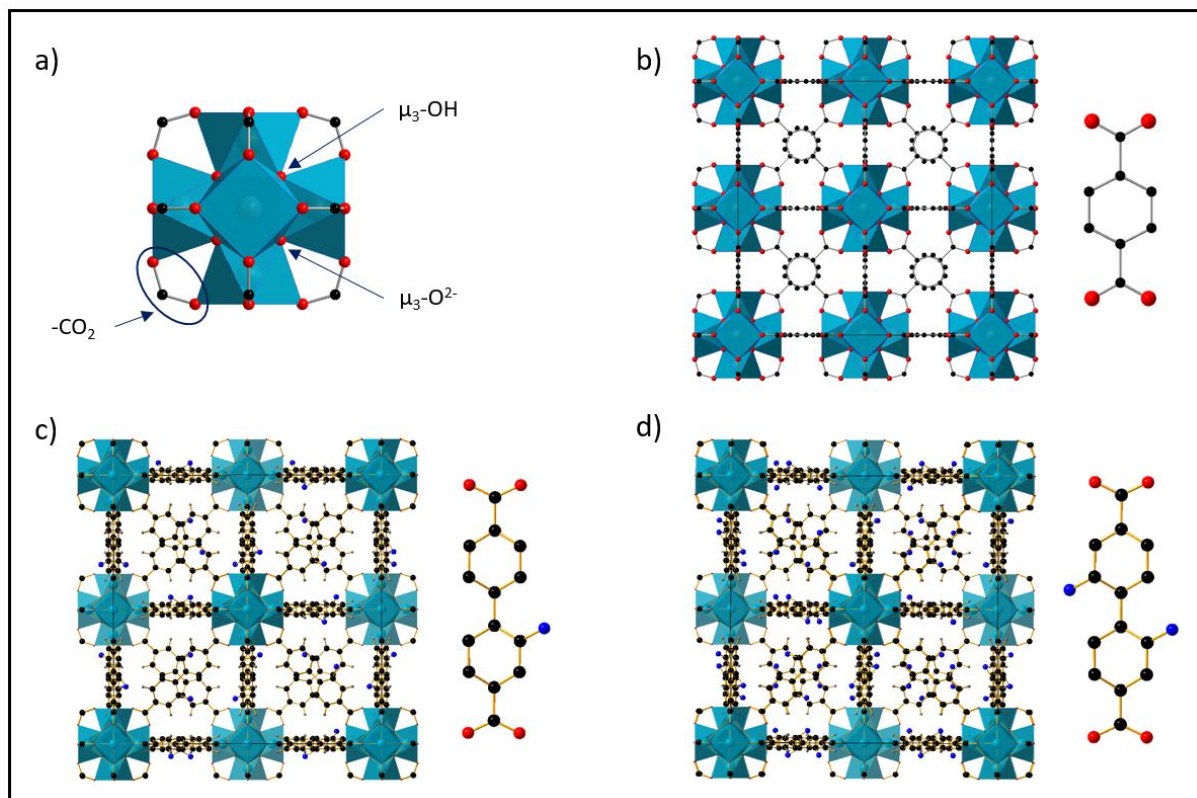 a)
μ₃-OH
μ₃-O²⁻
-CO₂
b)
c)
d)